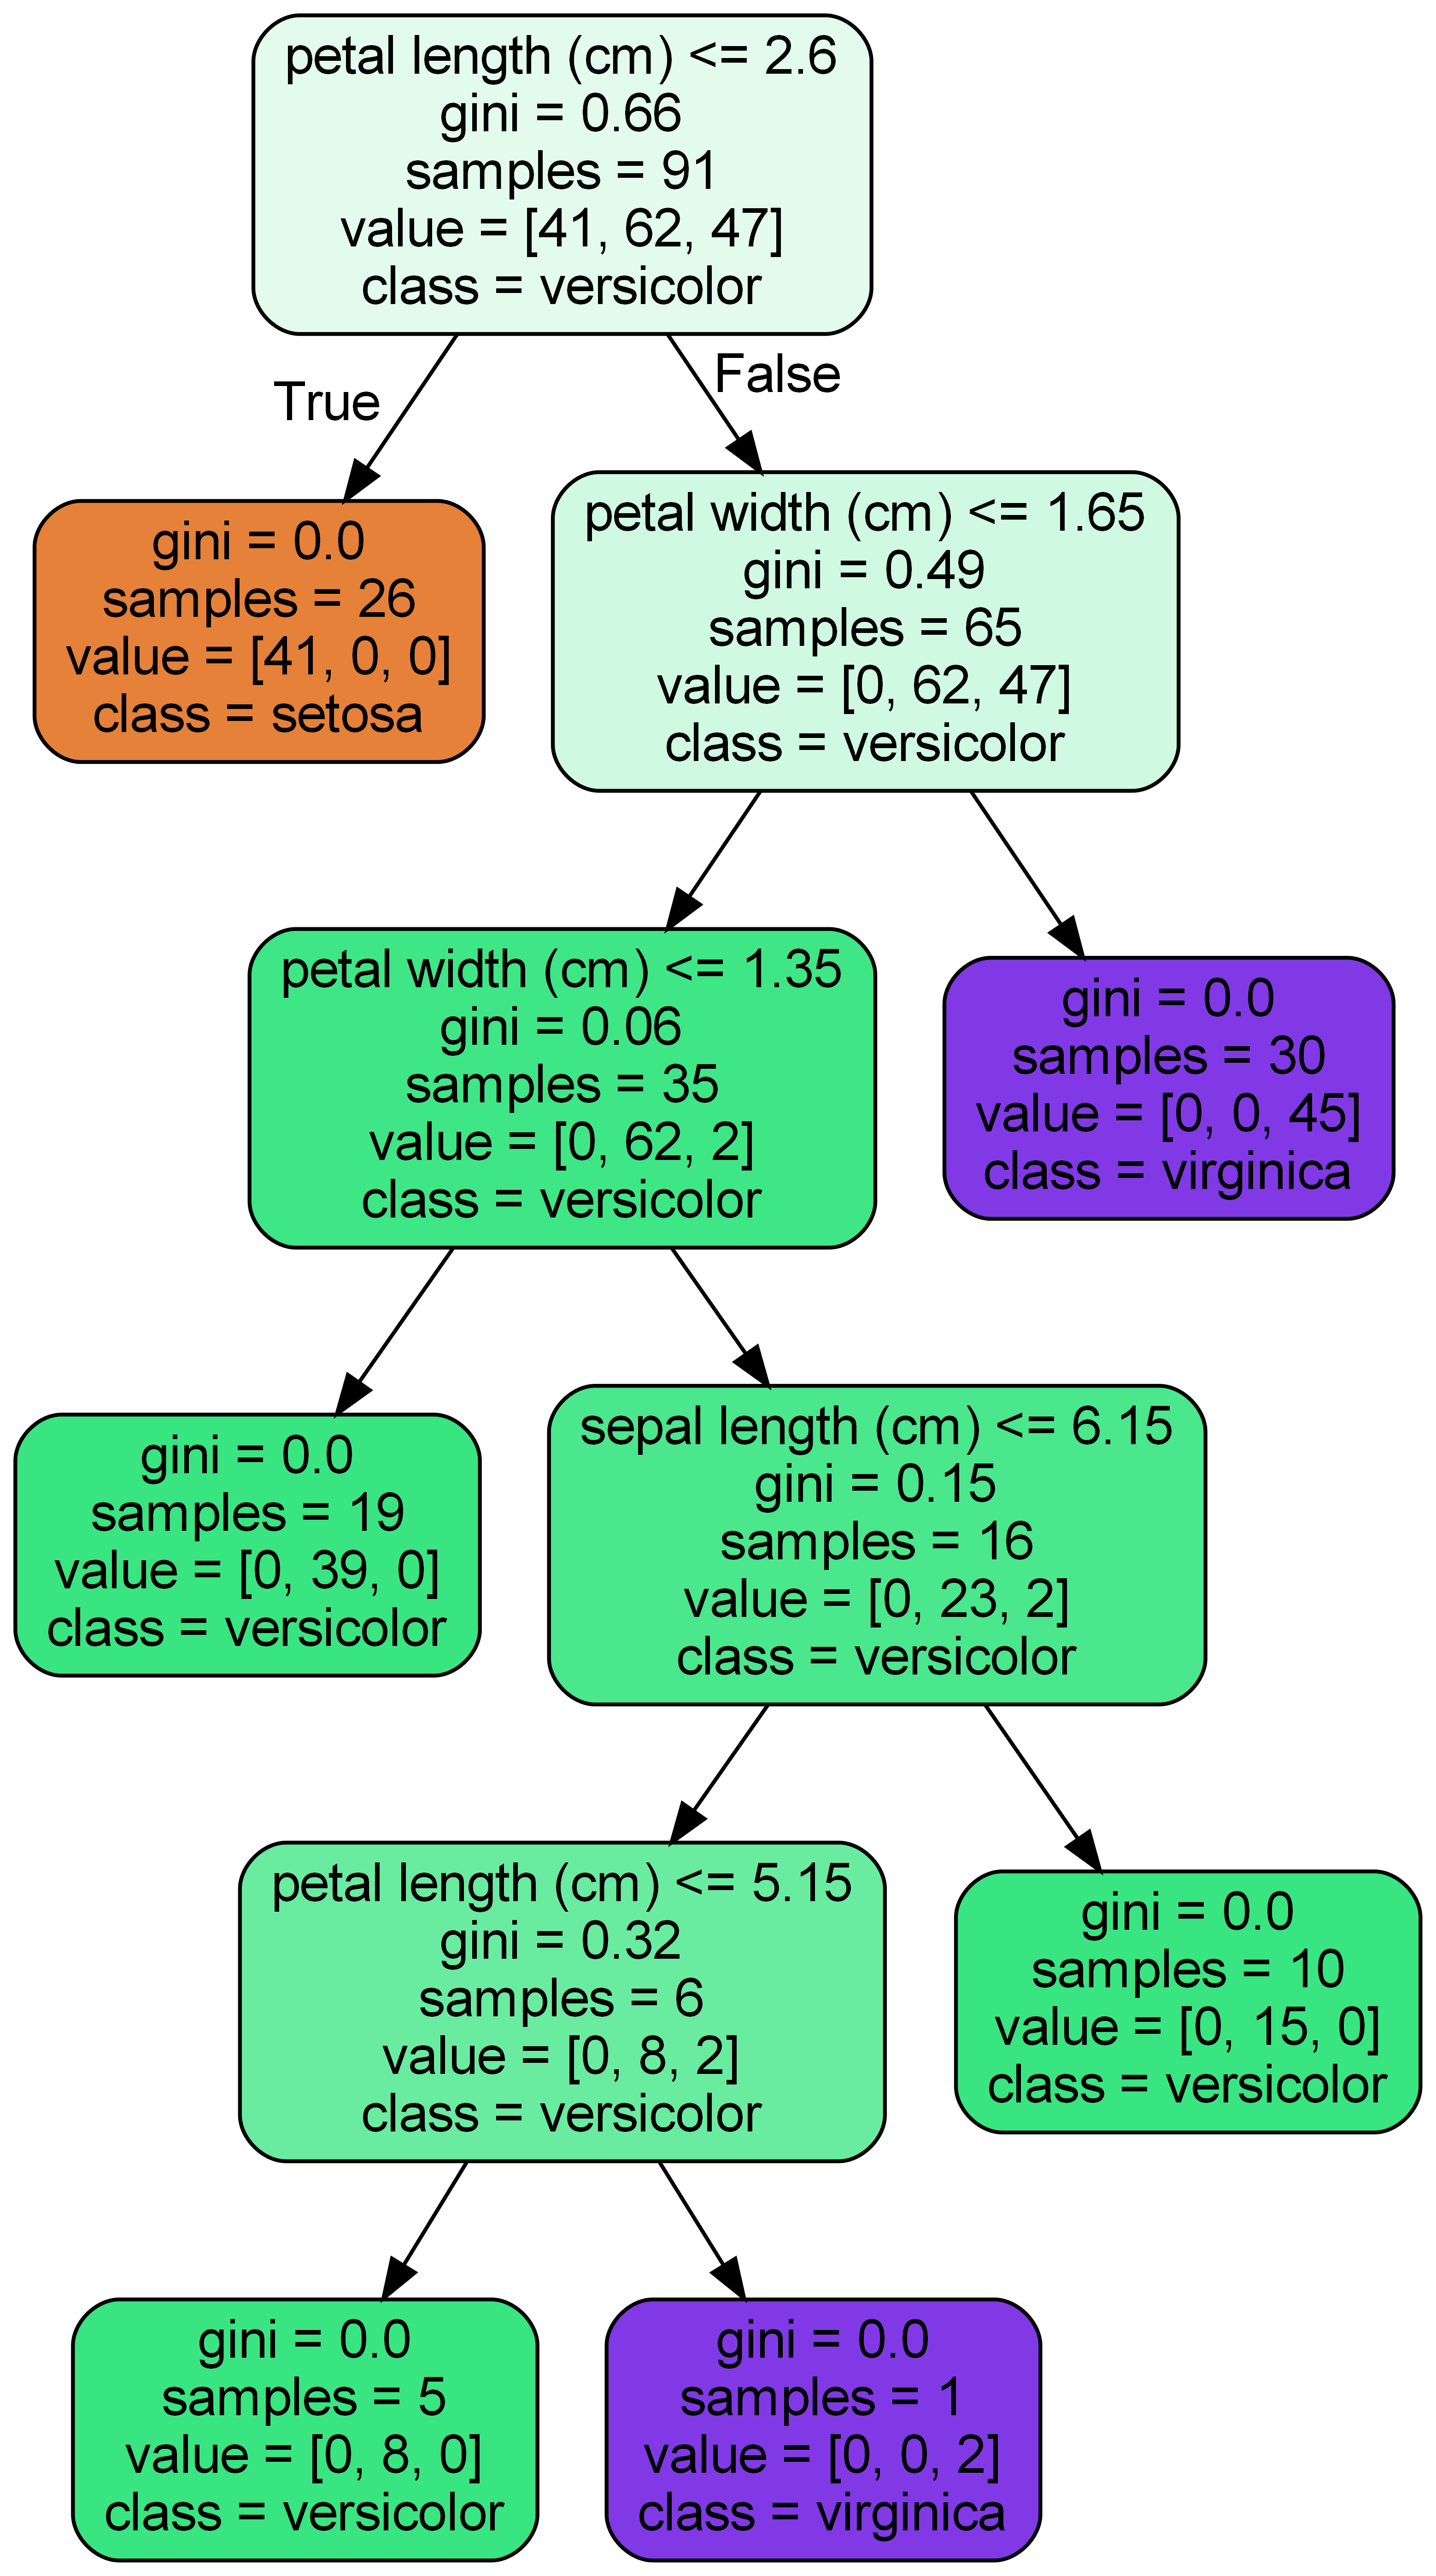 petal length (cm) <= 2.6
gini = 0.66
samples = 91
value = [41, 62, 47]
class = versicolor
True
False
gini = 0.0
samples = 26
value = [41, 0, 0]
class = setosa
petal width (cm) <= 1.65
gini = 0.49
samples = 65
value = [0, 62, 47]
class = versicolor
petal width (cm) <= 1.35
gini = 0.06
samples = 35
value = [0, 62, 2]
class = versicolor
gini = 0.0
samples = 30
value = [0, 0, 45]
class = virginica
gini = 0.0
samples = 19
value = [0, 39, 0]
class = versicolor
sepal length (cm) <= 6.15
gini = 0.15
samples = 16
value = [0, 23, 2]
class = versicolor
petal length (cm) <= 5.15
gini = 0.32
samples = 6
value = [0, 8, 2]
class = versicolor
gini = 0.0
samples = 10
value = [0, 15, 0]
class = versicolor
gini = 0.0
samples = 5
value = [0, 8, 0]
class = versicolor
gini = 0.0
samples = 1
value = [0, 0, 2]
class = virginica